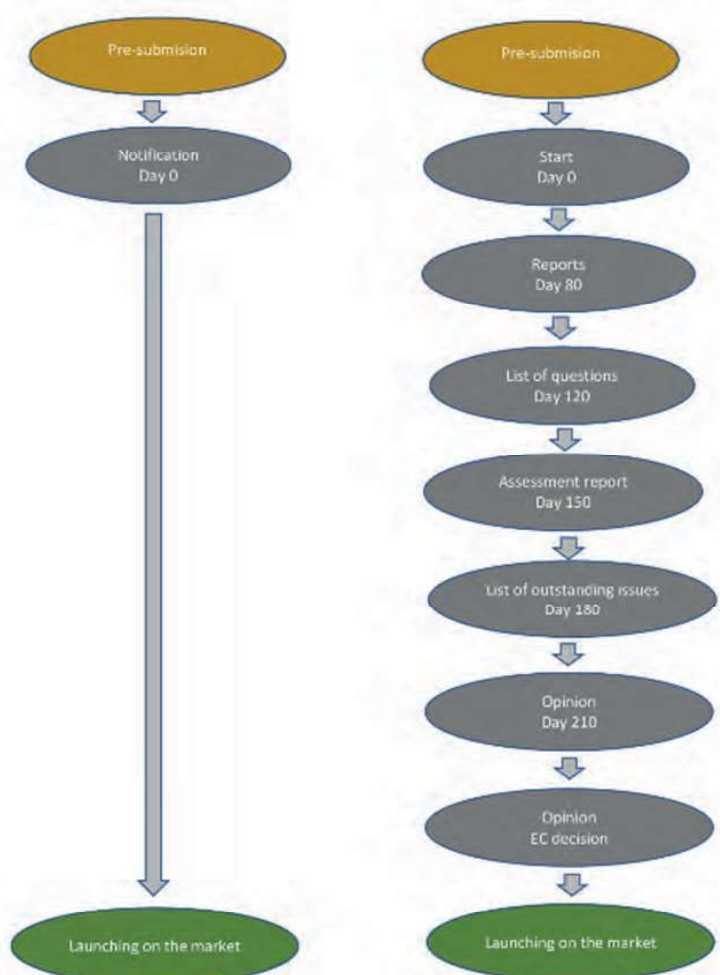 Pre-submision
Notification
Day 0
Launching on the market
Pre-submision
Start
Day 0
Reports
Day 80
List of questions
Day 120
Assessment report
Day 150
List of outstanding issues
Day 180
Opinion
Day 210
Opinion
EC decision
Launching on the market